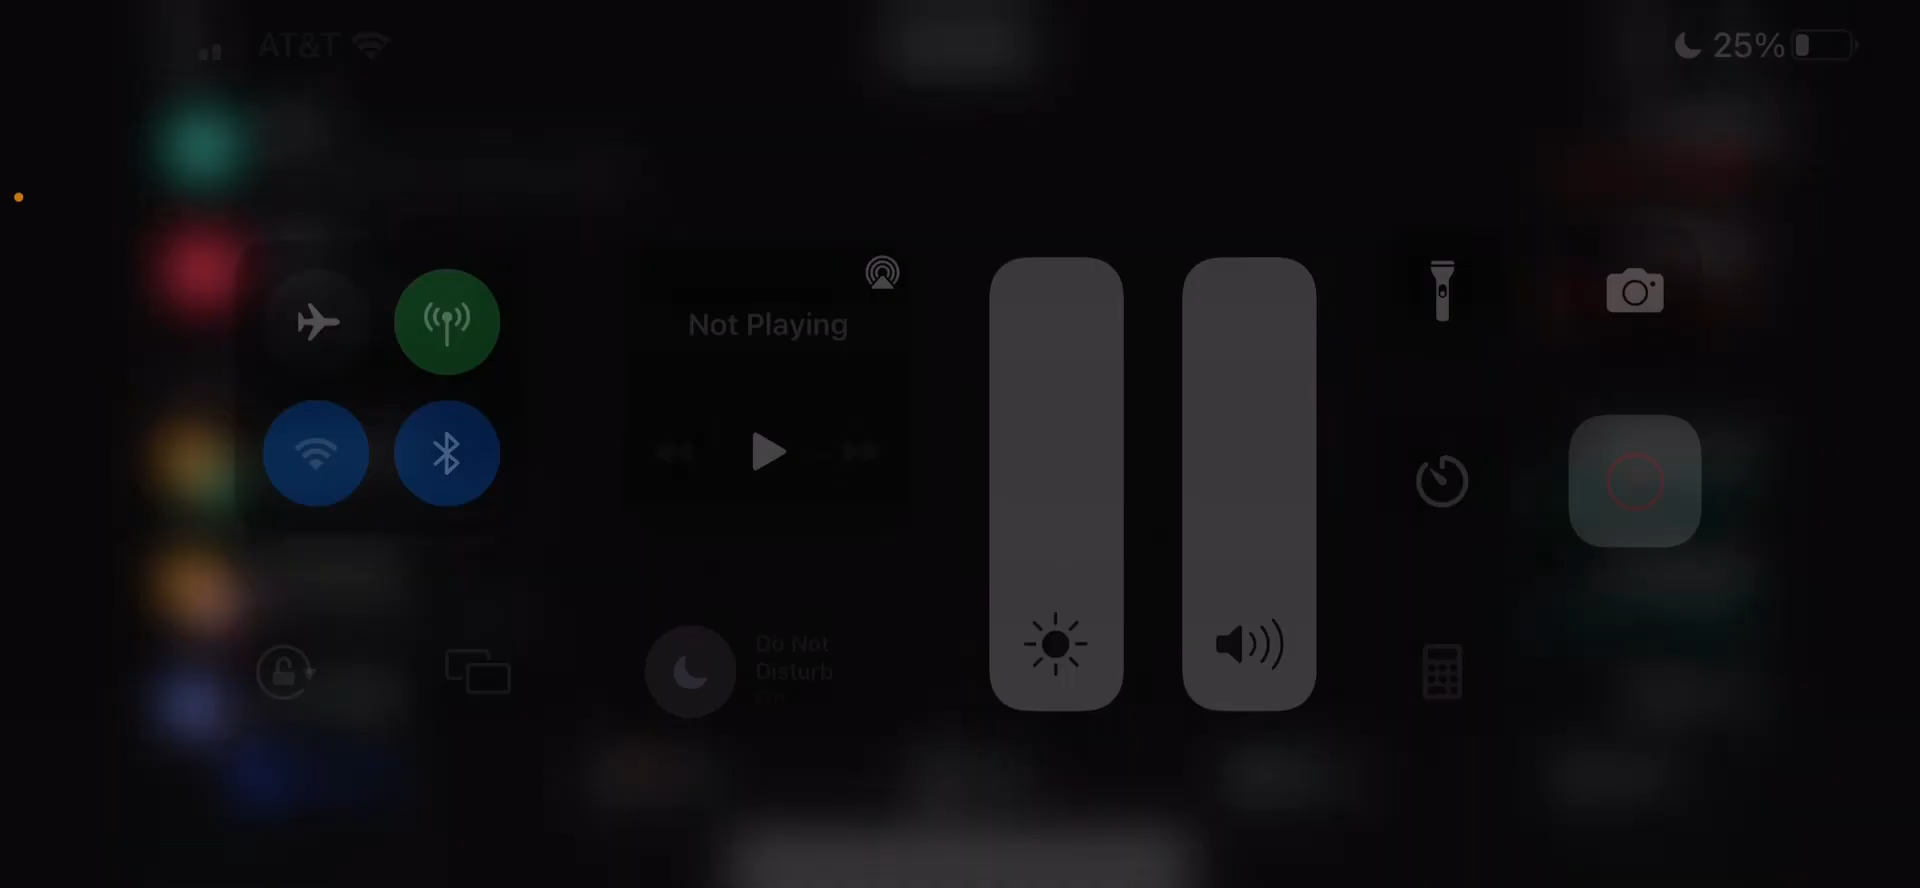 AT&T
25%
Not Playing
Do Not
Disturb